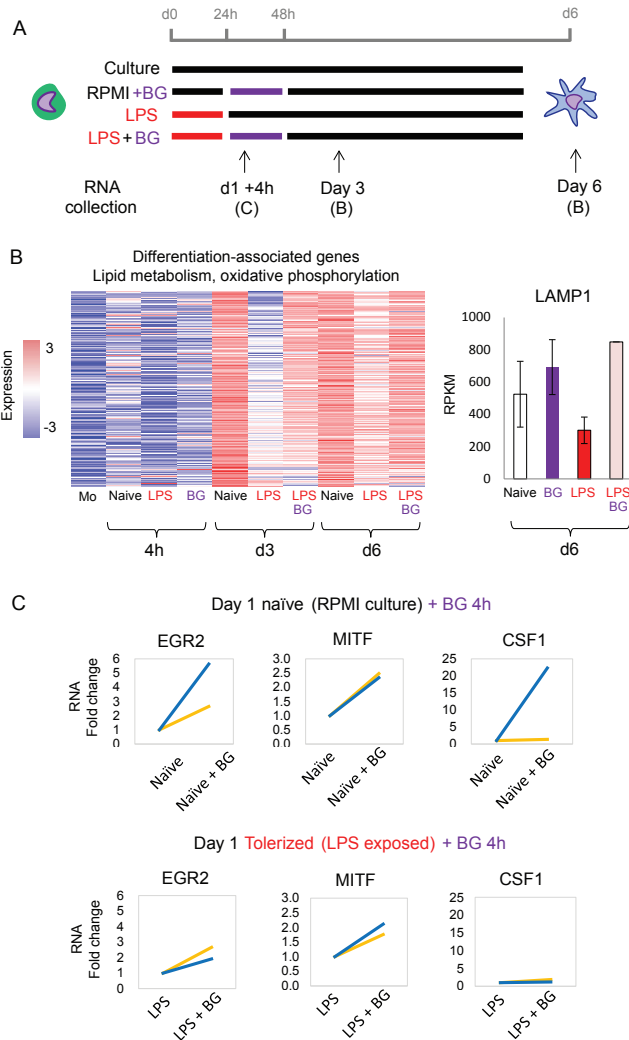 A
d0 24h 48h d6
Culture
RPMI +BG
LPS
LPS + BG
RNA
collection
d1 +4h
(C)
Day 3
(B)
Day 6
(B)
B
Differentiation-associated genes
Lipid metabolism, oxidative phosphorylation
Expression
3
-3
Mo Naive LPS BG Naive LPS LPS BG Naive LPS LPS BG
4h d3 d6
LAMP1
RPKM
1000
800
600
400
200
0
Naive BG LPS LPS BG
d6
C
Day 1 naïve (RPMI culture) + BG 4h
EGR2 MITF CSF1
RNA
Fold change
6
5
4
3
2
1
0
Naïve Naïve + BG
3.0
2.5
2.0
1.5
1.0
0.5
0.0
Naïve Naïve + BG
25
20
15
10
5
0
Naïve Naïve + BG
Day 1 Tolerized (LPS exposed) + BG 4h
EGR2 MITF CSF1
RNA
Fold change
6
5
4
3
2
1
0
LPS LPS + BG
3.0
2.5
2.0
1.5
1.0
0.5
0.0
LPS LPS + BG
25
20
15
10
5
0
LPS LPS + BG